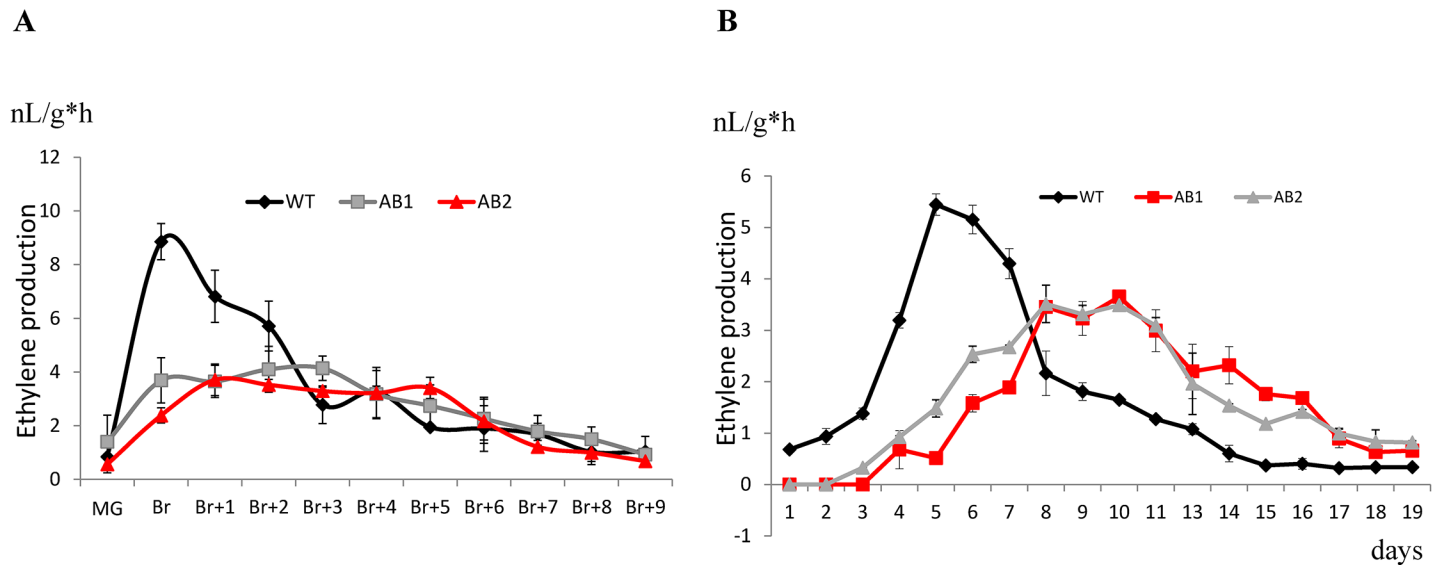 A
nL/g*h
Ethylene production
12
10
8
6
4
2
0
WT AB1 AB2
MG Br Br+1 Br+2 Br+3 Br+4 Br+5 Br+6 Br+7 Br+8 Br+9
B
nL/g*h
Ethylene production
6
5
4
3
2
1
0
-1
WT AB1 AB2
1 2 3 4 5 6 7 8 9 10 11 13 14 15 16 17 18 19
days